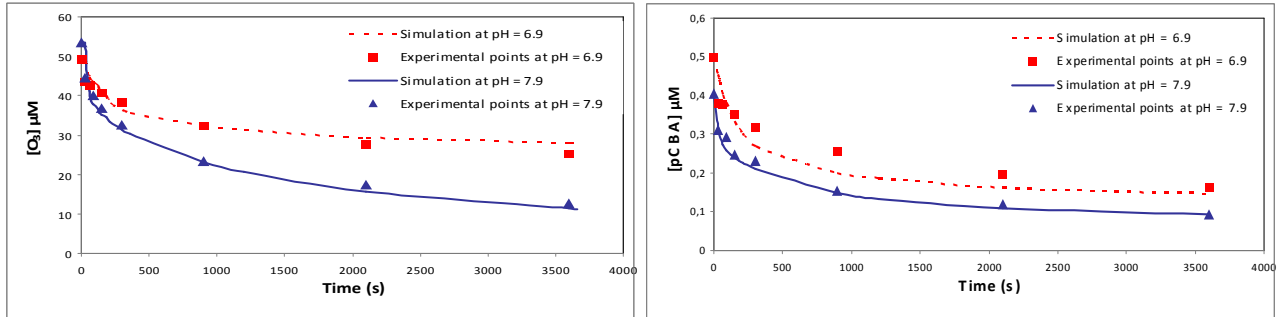 60
50
40
30
20
10
0
[O₃] µM
Simulation at pH = 6.9
Experimental points at pH = 6.9
Simulation at pH = 7.9
Experimental points at pH = 7.9
0 500 1000 1500 2000 2500 3000 3500 4000
Time (s)
0,6
0,5
0,4
0,3
0,2
0,1
0
[pCBA] µM
Simulation at pH = 6.9
Experimental points at pH = 6.9
Simulation at pH = 7.9
Experimental points at pH = 7.9
0 500 1000 1500 2000 2500 3000 3500 4000
Time (s)